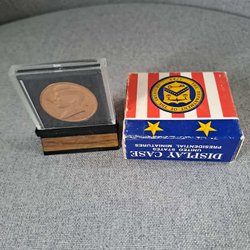 DISPLAY CASE
UNITED STATES
PRESIDENTIAL MINIATURES